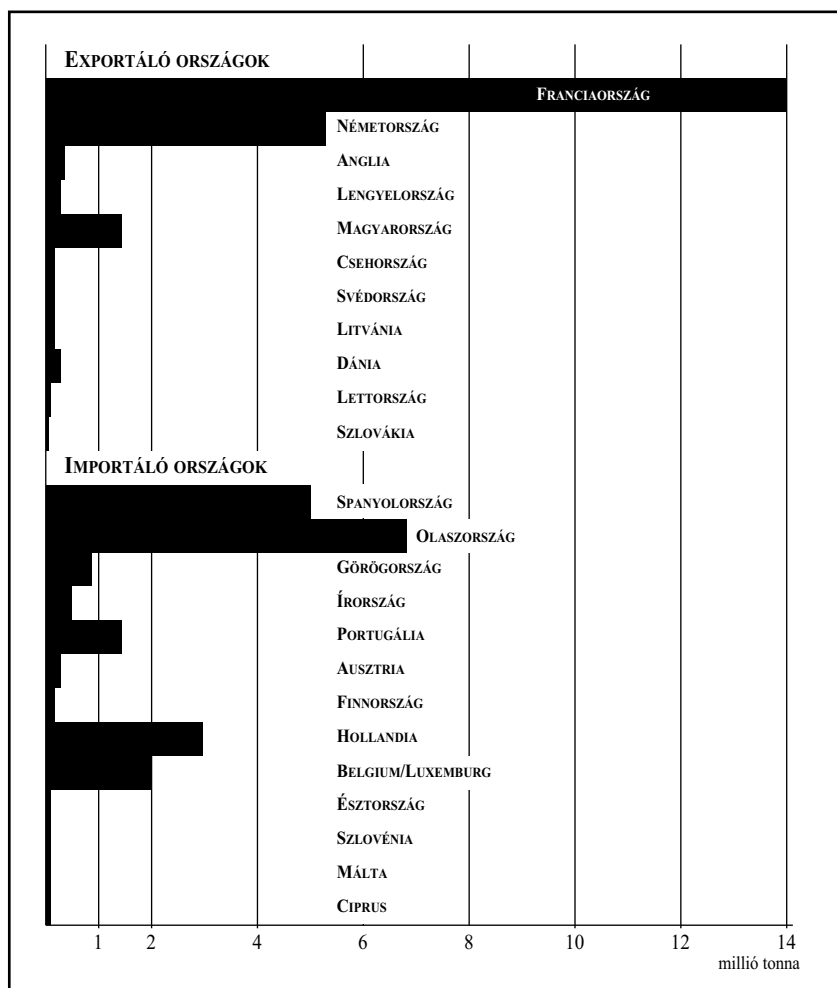 EXPORTÁLÓ ORSZÁGOK
FRANCIAORSZÁG
NÉMETORSZÁG
ANGLIA
LENGYELORSZÁG
MAGYARORSZÁG
CSEHORSZÁG
SVÉDORSZÁG
LITVÁNIA
DÁNIA
LETTORSZÁG
SZLOVÁKIA
IMPORTÁLÓ ORSZÁGOK
SPANYOLORSZÁG
OLASZORSZÁG
GÖRÖGORSZÁG
ÍRORSZÁG
PORTUGÁLIA
AUSZTRIA
FINNORSZÁG
HOLLANDIA
BELGIUM/LUXEMBURG
ÉSZTORSZÁG
SZLOVÉNIA
MÁLTA
CIPRUS
1 2 4 6 8 10 12 14
millió tonna